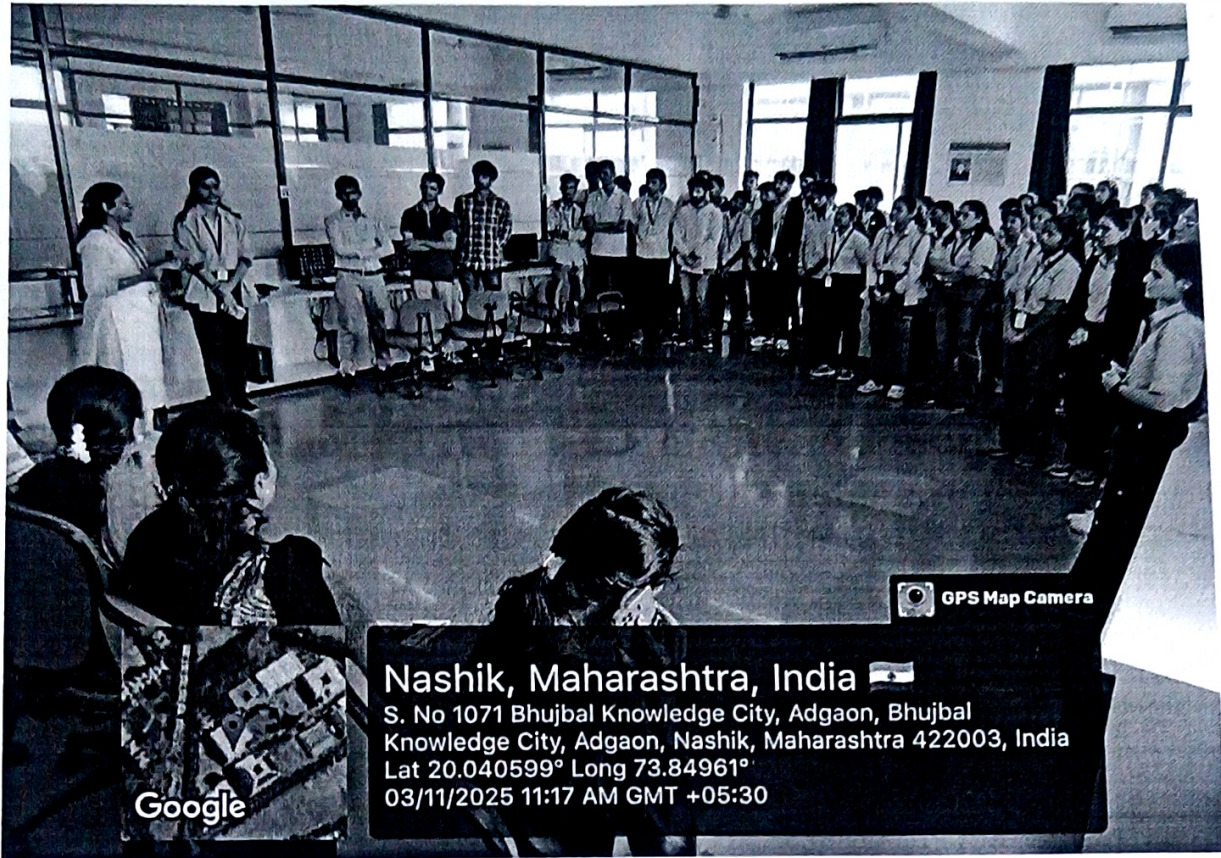 GPS Map Camera
Nashik, Maharashtra, India
S. No 1071 Bhujbal Knowledge City, Adgaon, Bhujbal
Knowledge City, Adgaon, Nashik, Maharashtra 422003, India
Lat 20.040599° Long 73.84961°
03/11/2025 11:17 AM GMT +05:30
Google